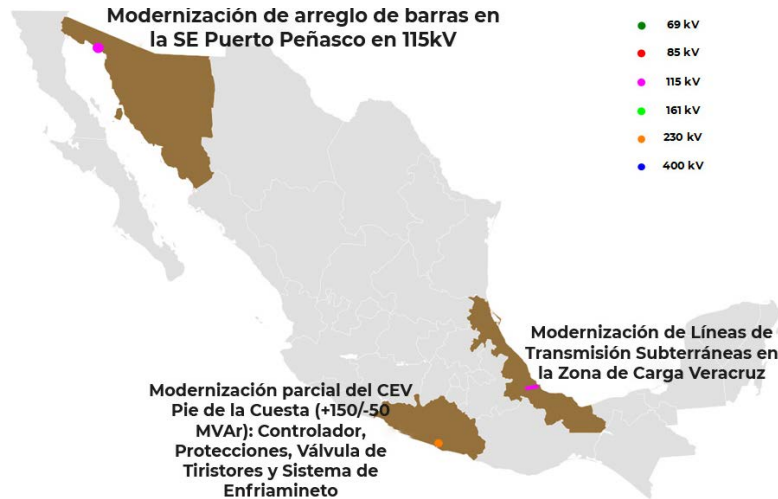 Modernización de arreglo de barras en
la SE Puerto Peñasco en 115kV
69 kV
85 kV
115 kV
161 kV
230 kV
400 kV
Modernización de Líneas de
Transmisión Subterráneas en
la Zona de Carga Veracruz
Modernización parcial del CEV
Pie de la Cuesta (+150/-50
MVAr): Controlador,
Protecciones, Válvula de
Tiristores y Sistema de
Enfriamineto